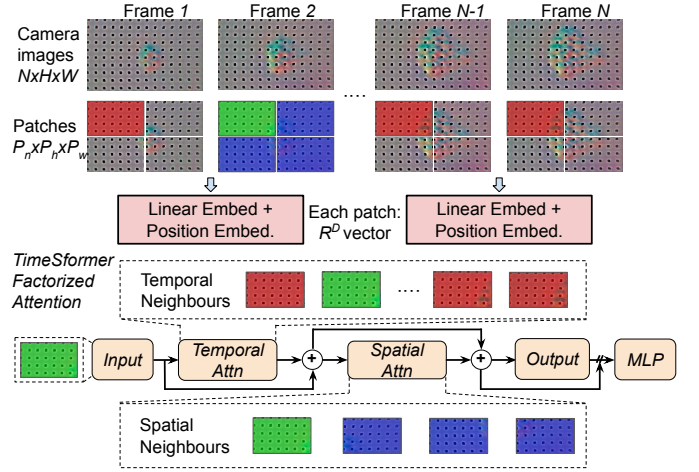 Frame 1
Frame 2
Frame N-1
Frame N
Camera
images
NxHxW
....
Patches
PnxPhxPw
Linear Embed +
Position Embed.
Each patch:
R^D vector
Linear Embed +
Position Embed.
TimeSformer
Factorized
Attention
Temporal
Neighbours
....
Input
Temporal
Attn
+
Spatial
Attn
+
Output
MLP
Spatial
Neighbours